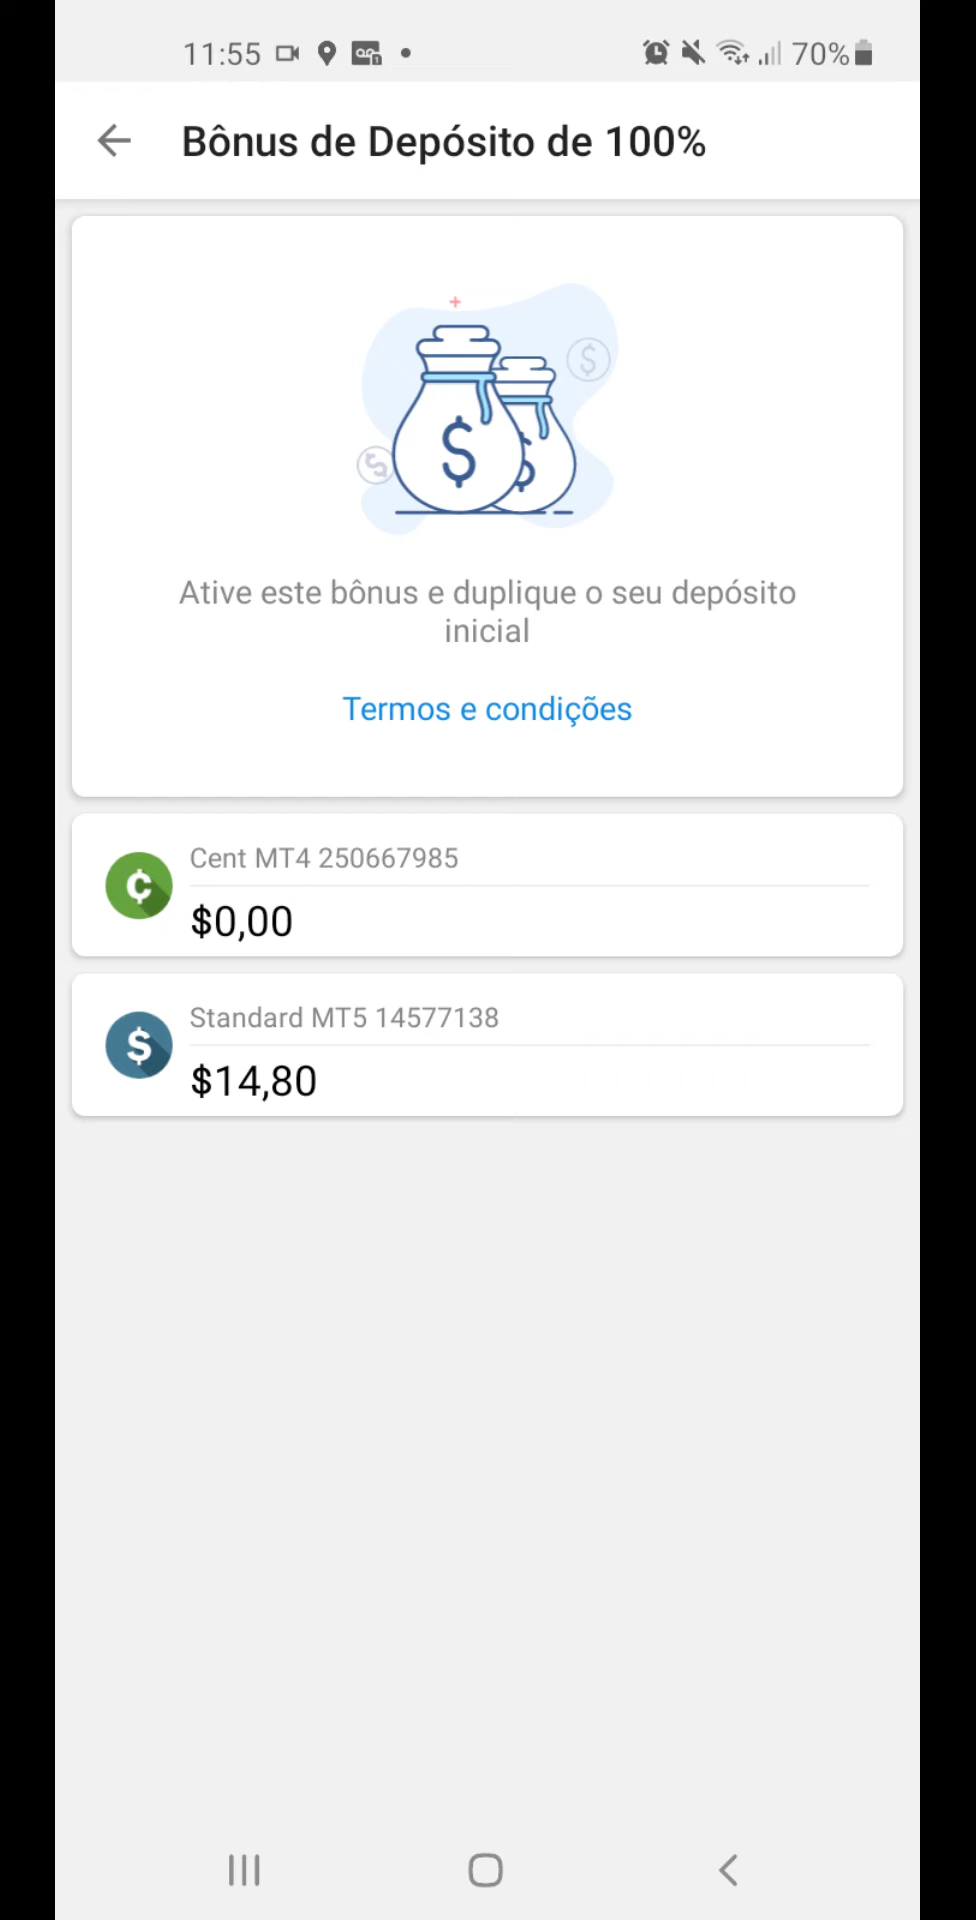 11:55
70%
Bônus de Depósito de 100%
$
$
$
$
Ative este bônus e duplique o seu depósito
inicial
Termos e condições
¢
Cent MT4 250667985
$0,00
$
Standard MT5 14577138
$14,80